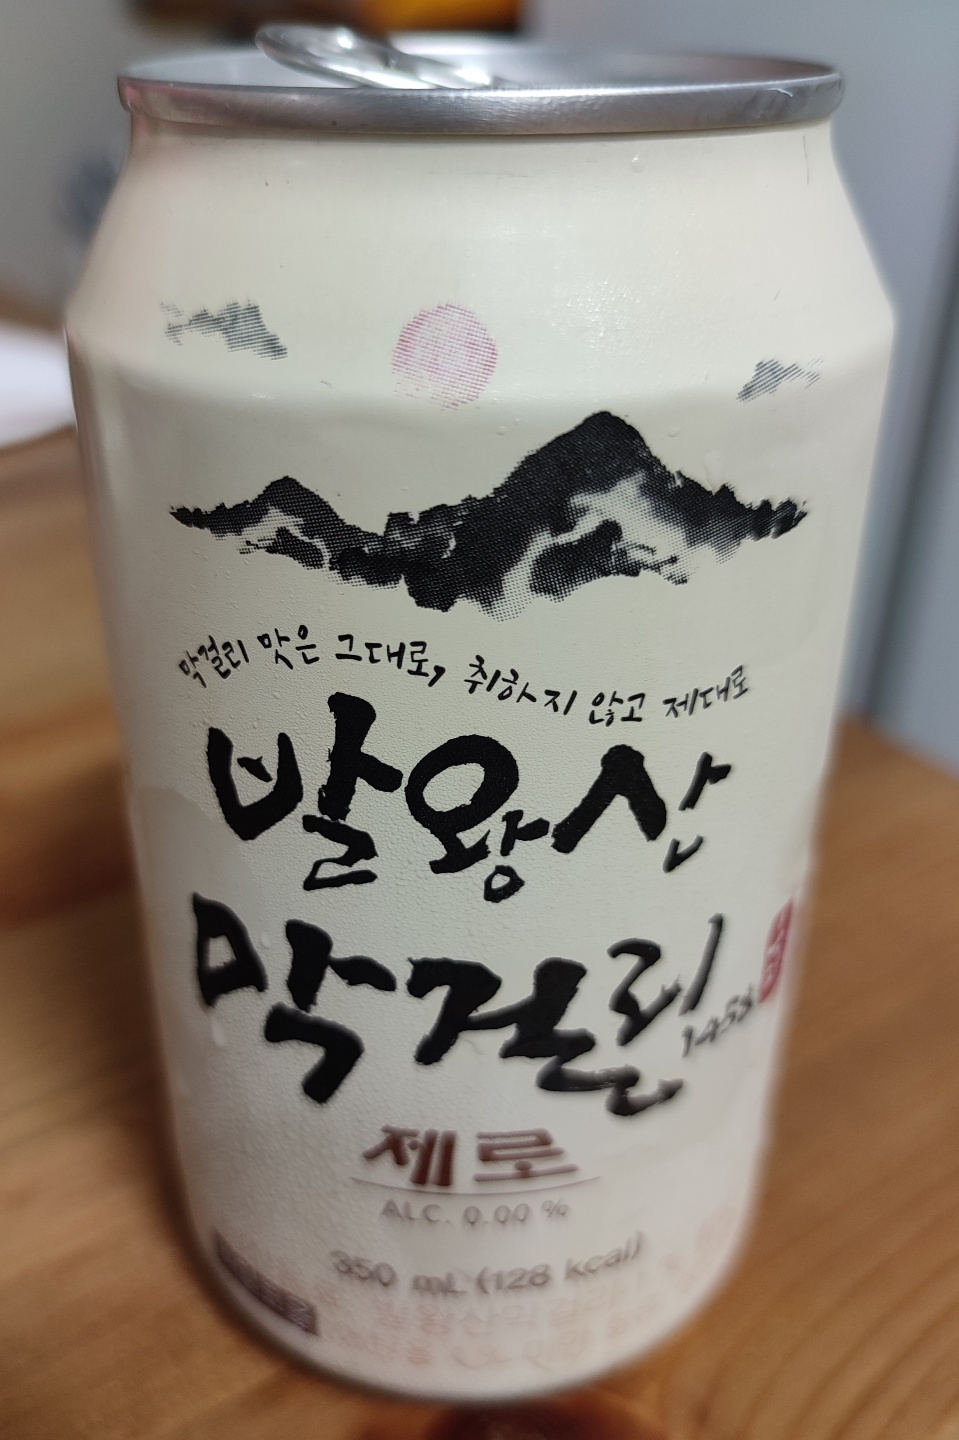 막걸리 맛은 그대로, 취하지 않고 제대로
발왕산
막걸리
1458
제로
ALC. 0.00 %
350 mL (128 kcal)